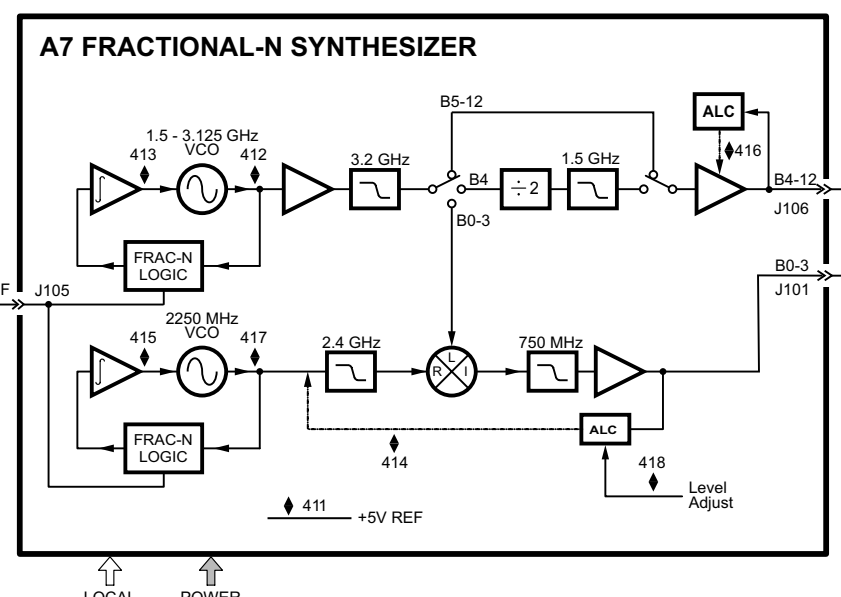 A7 FRACTIONAL-N SYNTHESIZER
B5-12
ALC
1.5 - 3.125 GHz
VCO
413
412
3.2 GHz
1.5 GHz
416
∫
B4
÷2
B4-12
J106
B0-3
FRAC-N
LOGIC
B0-3
J101
F
J105
2250 MHz
VCO
415
417
2.4 GHz
750 MHz
∫
L
R
I
FRAC-N
LOGIC
ALC
414
418
Level
Adjust
411
+5V REF
LOCAL
POWER